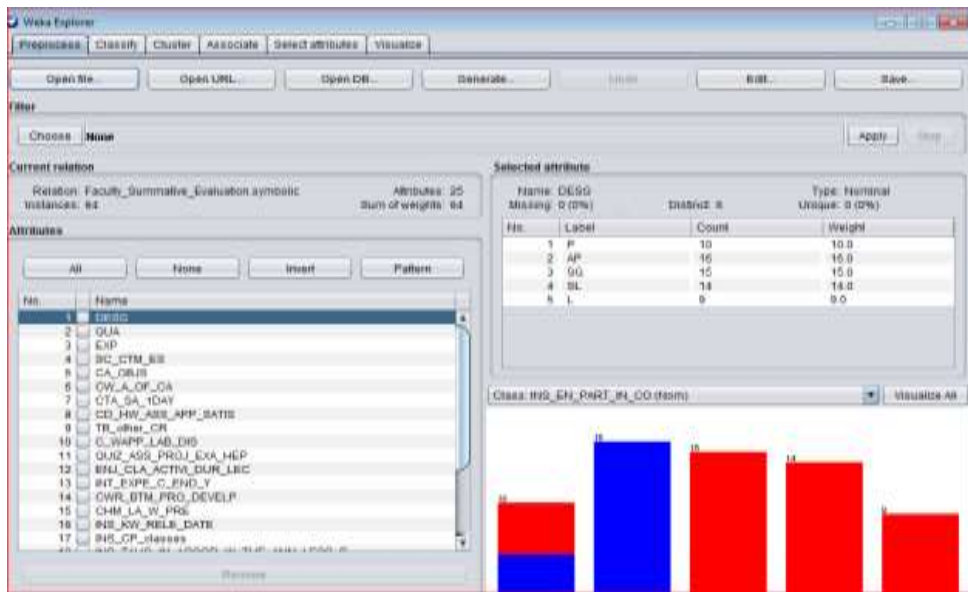 Weka Explorer
Preprocess Classify Cluster Associate Select attributes Visualize
Open file... Open URL... Open DB... Generate... Undo Edit... Save...
Filter
Choose None Apply Stop
Current relation
Relation: Faculty_Summative_Evaluation.symbolic Attributes: 25
Instances: 64 Sum of weights: 64
Selected attribute
Name: DESG Type: Nominal
Missing: 0 (0%) Distinct: Unique: 0 (0%)
No. Label Count Weight
1 P 10 10.0
2 AP 16 16.0
3 15 15.0
4 SL 14 14.0
5 L 9 9.0
Attributes
All None Invert Pattern
No. Name
1 DESG
2 QUA
3 EXP
4
5 CA_OBJS
6 CW_A_OF_CA
7 CTA_SA_1DAY
8 CD_HW_ASS_APP_SATIS
9 TB_other_CR
10 C_WAPP_LAB_DIS
11 QUIZ_ASS_PROJ_EXA_HEP
12 ENJ_CLA_ACTIVI_DUR_LEC
13 INT_EXPE_C_END_Y
14 CWR_BTM_PRO_DEVELP
15 CHM_LA_W_PRE
16 INS_KW_RELE_DATE
17 INS_CP_classes
Remove
Class: INS_EN_PART_IN_CO (Nom) Visualize All
10
16
15
14
9